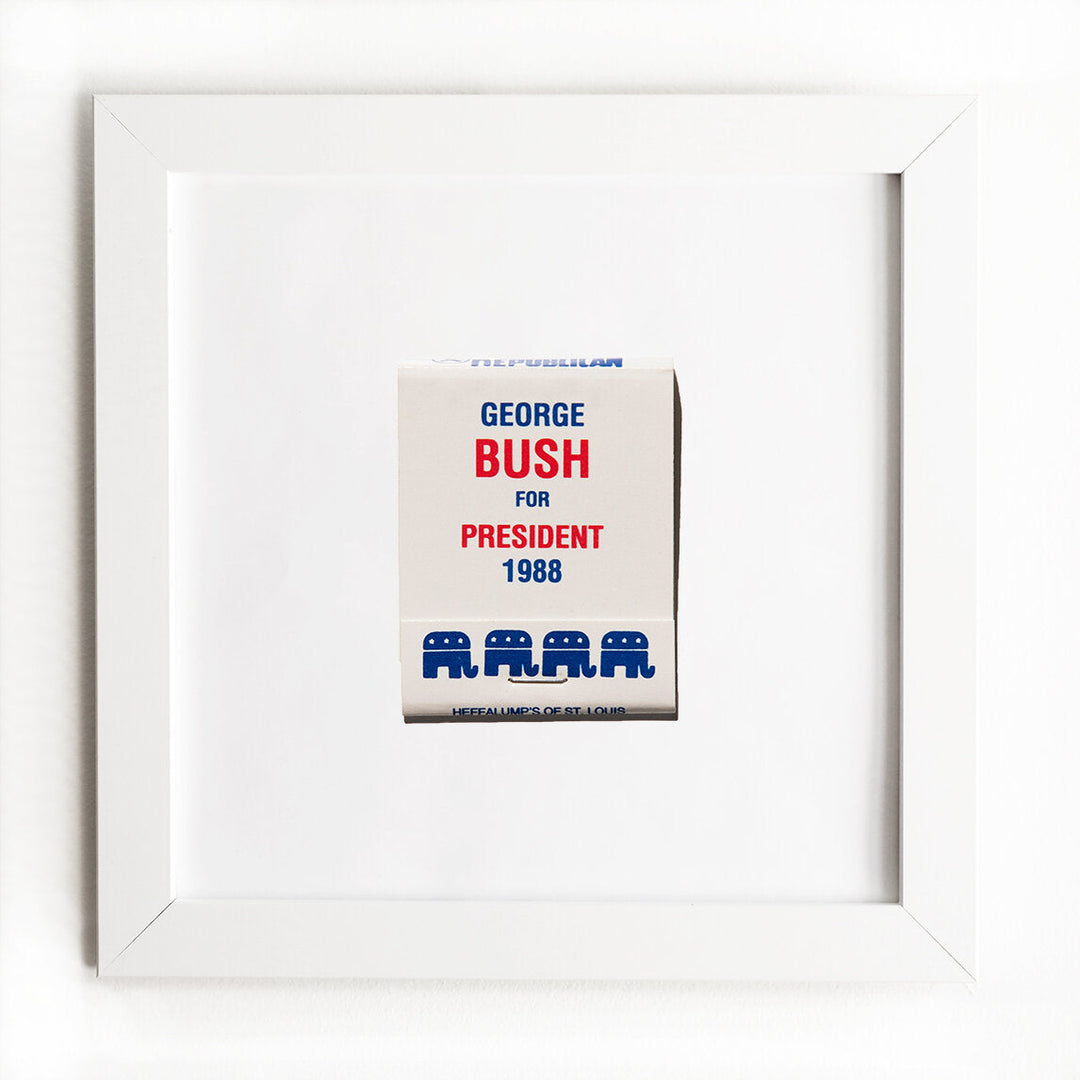 REPUBLICAN
GEORGE
BUSH
FOR
PRESIDENT
1988
HEFFALUMP'S OF ST. LOUIS